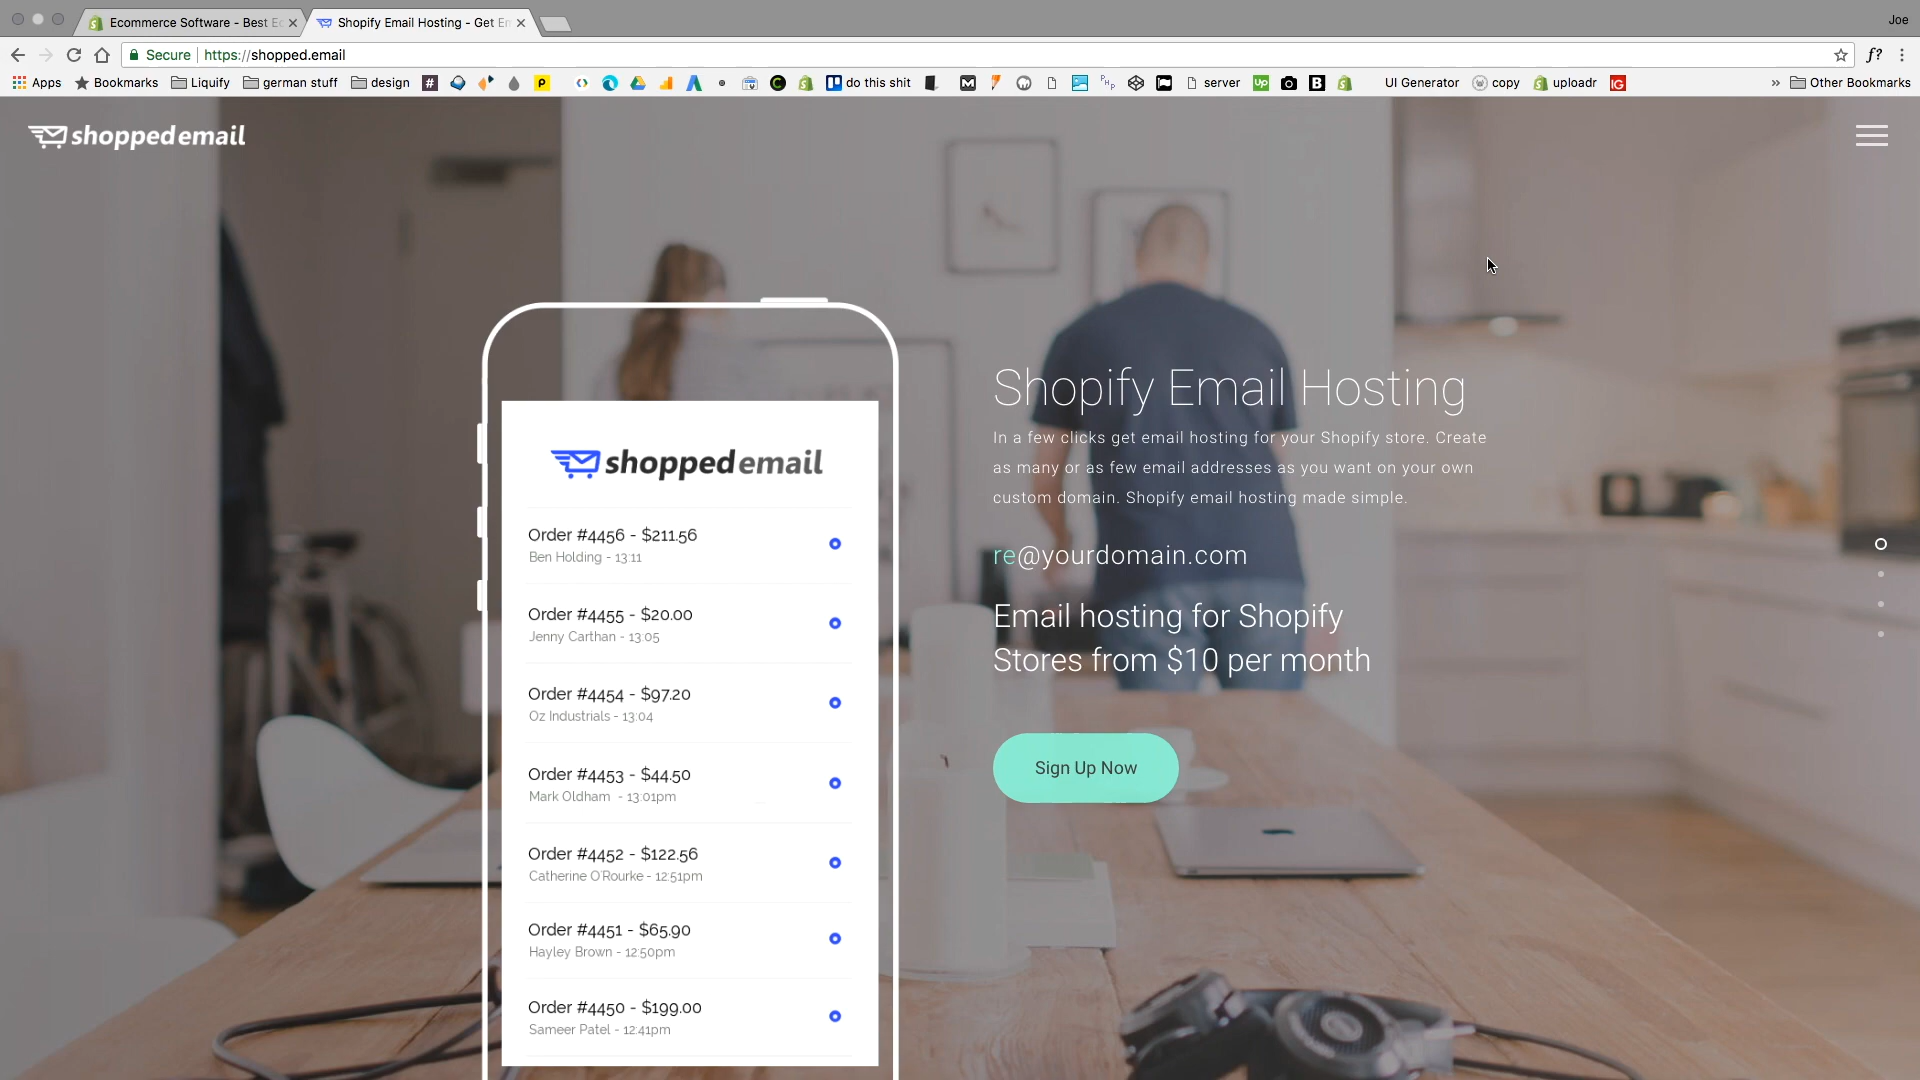 Joe
Ecommerce Software - Best Ec
Shopify Email Hosting - Get Em
Secure
https://shopped.email
Apps
Bookmarks
Liquify
german stuff
design
do this shit
server
UI Generator
copy
uploadr
Other Bookmarks
shopped email
Shopify Email Hosting
In a few clicks get email hosting for your Shopify store. Create
as many or as few email addresses as you want on your own
custom domain. Shopify email hosting made simple.
re@yourdomain.com
Email hosting for Shopify
Stores from $10 per month
Sign Up Now
shopped email
Order #4456 - $211.56
Ben Holding - 13:11
Order #4455 - $20.00
Jenny Carthan - 13:05
Order #4454 - $97.20
Oz Industrials - 13:04
Order #4453 - $44.50
Mark Oldham - 13:01pm
Order #4452 - $122.56
Catherine O'Rourke - 12:51pm
Order #4451 - $65.90
Hayley Brown - 12:50pm
Order #4450 - $199.00
Sameer Patel - 12:41pm